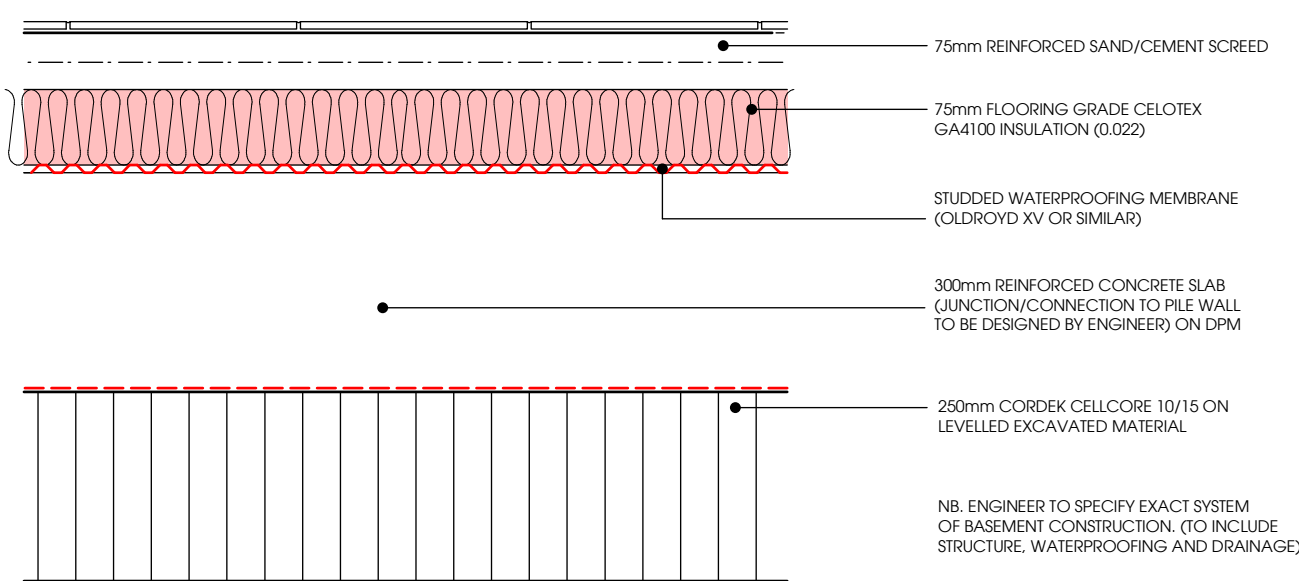 75mm REINFORCED SAND/CEMENT SCREED
75mm FLOORING GRADE CELOTEX
GA4100 INSULATION (0.022)
STUDDED WATERPROOFING MEMBRANE
(OLDROYD XV OR SIMILAR)
300mm REINFORCED CONCRETE SLAB
(JUNCTION/CONNECTION TO PILE WALL
TO BE DESIGNED BY ENGINEER) ON DPM
250mm CORDEK CELLCORE 10/15 ON
LEVELLED EXCAVATED MATERIAL
NB. ENGINEER TO SPECIFY EXACT SYSTEM
OF BASEMENT CONSTRUCTION. (TO INCLUDE
STRUCTURE, WATERPROOFING AND DRAINAGE)